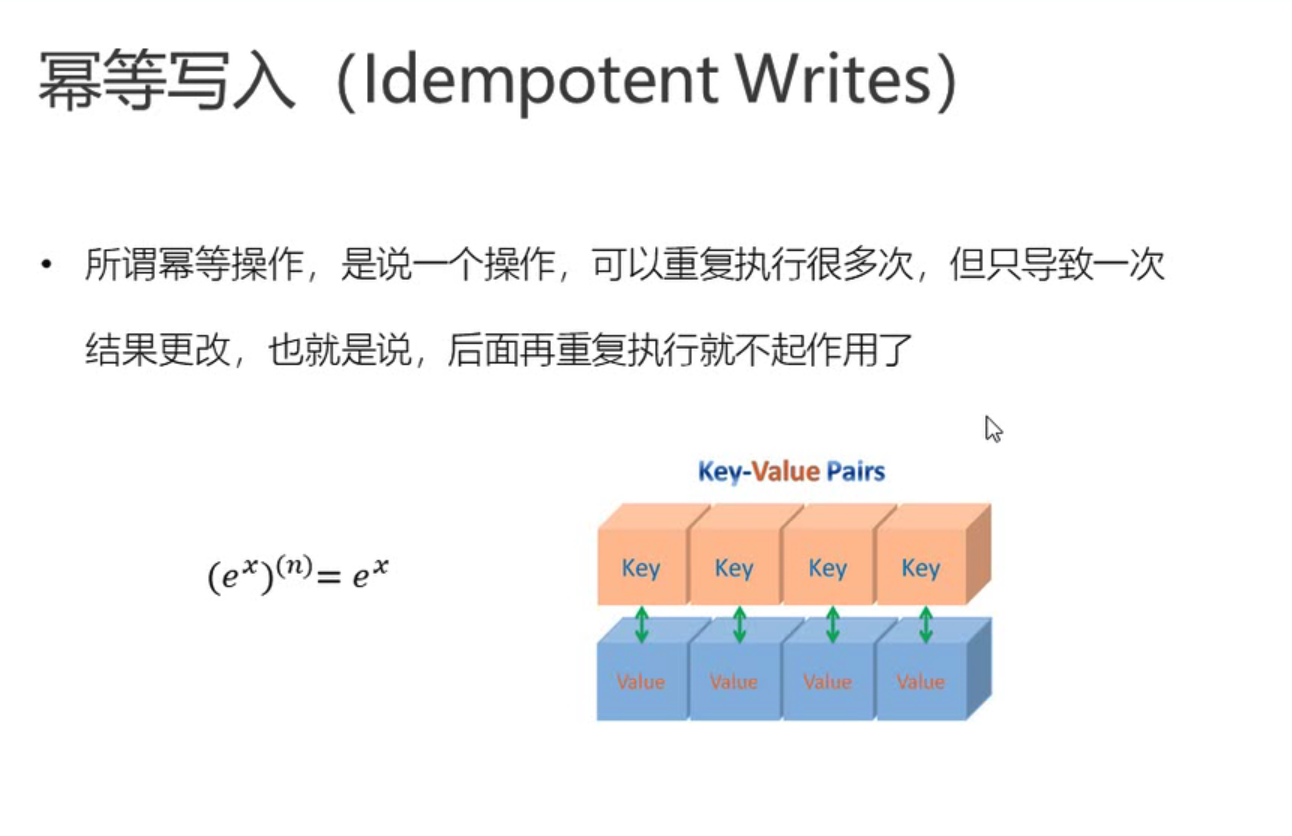 幂等写入（Idempotent Writes）
• 所谓幂等操作，是说一个操作，可以重复执行很多次，但只导致一次
结果更改，也就是说，后面再重复执行就不起作用了
Key-Value Pairs
Key Key Key Key
(eˣ)⁽ⁿ⁾= eˣ
Value Value Value Value